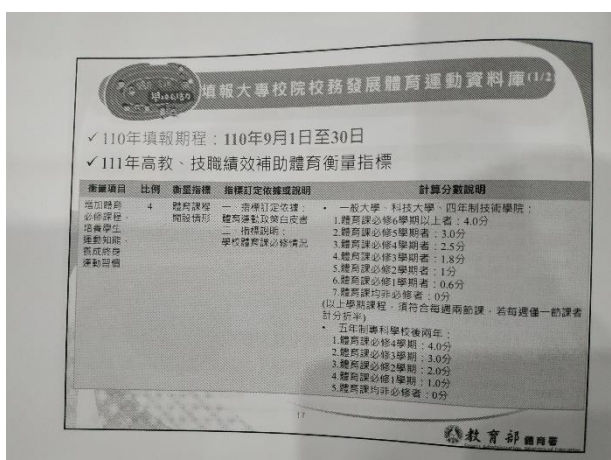 填報大專校院校務發展體育運動資料庫(1/2)
✓110年填報期程：110年9月1日至30日
✓111年高教、技職績效補助體育衡量指標
衡量項目 比例 衡量指標 指標訂定依據或說明 計算分數說明
增加體育必修課程，培養學生運動知能，養成終身運動習慣
4
體育課程開設情形
一、指標訂定依據：
體育運動政策白皮書
二、指標說明：
學校體育課必修情況
• 一般大學、科技大學、四年制技術學院：
1.體育課必修6學期以上者：4.0分
2.體育課必修5學期者：3.0分
3.體育課必修4學期者：2.5分
4.體育課必修3學期者：1.8分
5.體育課必修2學期者：1分
6.體育課必修1學期者：0.6分
7.體育課均非必修者：0分
(以上學期課程，須符合每週兩節課，若每週僅一節課者
計分折半)
• 五年制專科學校後兩年：
1.體育課必修4學期：4.0分
2.體育課必修3學期：3.0分
3.體育課必修2學期：2.0分
4.體育課必修1學期：1.0分
5.體育課均非必修者：0分
17
教育部體育署